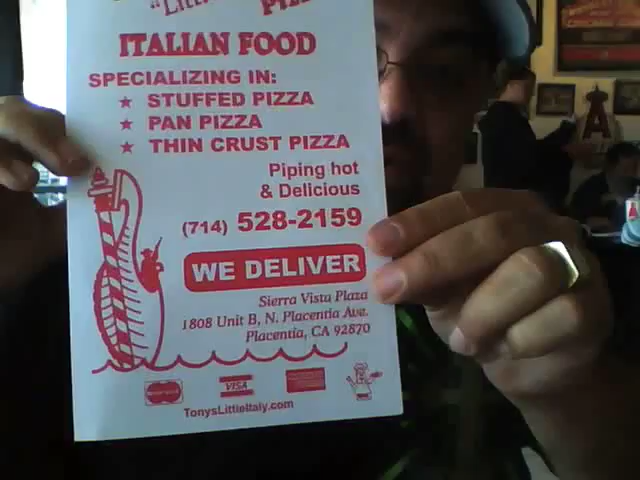 "Little
ITALIAN FOOD
SPECIALIZING IN:
★ STUFFED PIZZA
★ PAN PIZZA
★ THIN CRUST PIZZA
Piping hot
& Delicious
(714) 528-2159
WE DELIVER
Sierra Vista Plaza
1808 Unit B, N. Placentia Ave.
Placentia, CA 92870
VISA
TonysLittleItaly.com
A